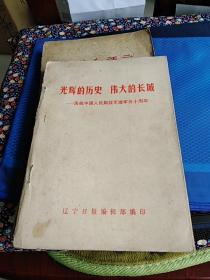 光辉的历史 伟大的长城
——庆祝中国人民解放军建军五十周年
辽宁日报编辑部编印